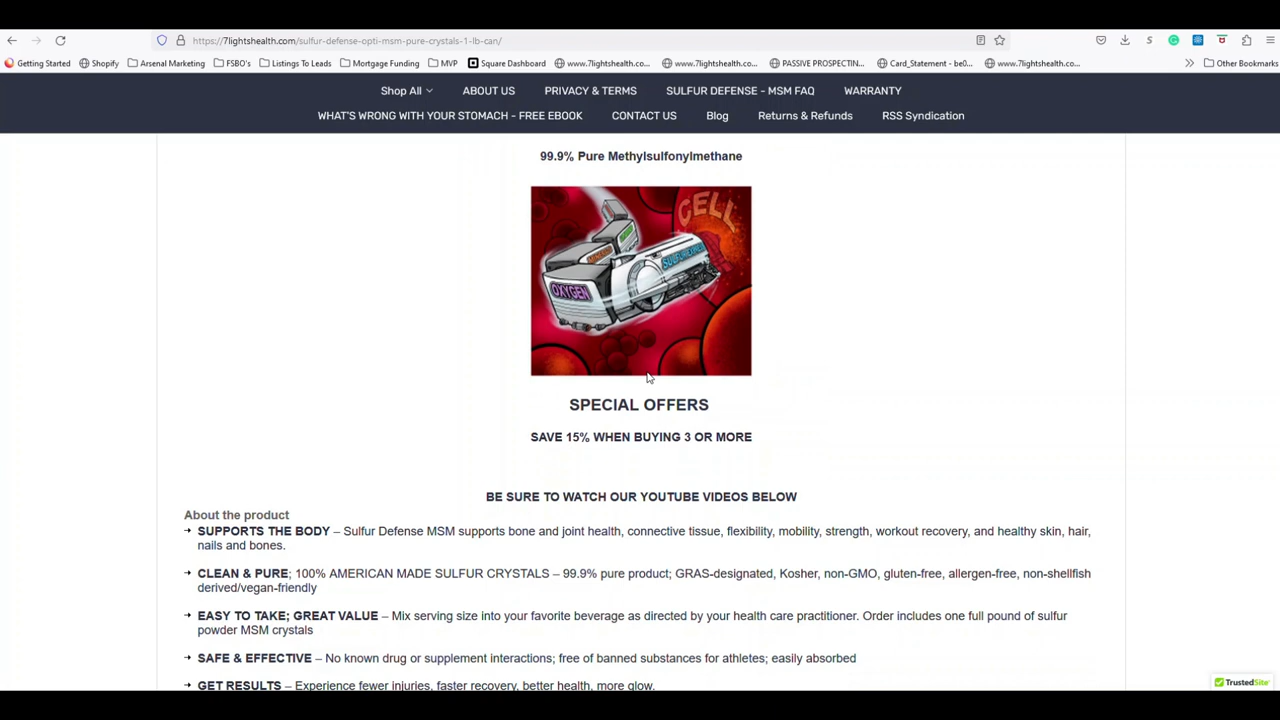 https://7lightshealth.com/sulfur-defense-opti-msm-pure-crystals-1-lb-can/
Getting Started Shopify Arsenal Marketing FSBO's Listings To Leads Mortgage Funding MVP Square Dashboard www.7lightshealth.co... www.7lightshealth.co... PASSIVE PROSPECTIN... Card_Statement - be0... www.7lightshealth.co... Other Bookmarks
Shop All ABOUT US PRIVACY & TERMS SULFUR DEFENSE - MSM FAQ WARRANTY
WHAT'S WRONG WITH YOUR STOMACH - FREE EBOOK CONTACT US Blog Returns & Refunds RSS Syndication
99.9% Pure Methylsulfonylmethane
CELL
SULFUR EXPRESS
OXYGEN
SPECIAL OFFERS
SAVE 15% WHEN BUYING 3 OR MORE
BE SURE TO WATCH OUR YOUTUBE VIDEOS BELOW
About the product
SUPPORTS THE BODY – Sulfur Defense MSM supports bone and joint health, connective tissue, flexibility, mobility, strength, workout recovery, and healthy skin, hair,
nails and bones.
CLEAN & PURE; 100% AMERICAN MADE SULFUR CRYSTALS – 99.9% pure product; GRAS-designated, Kosher, non-GMO, gluten-free, allergen-free, non-shellfish
derived/vegan-friendly
EASY TO TAKE; GREAT VALUE – Mix serving size into your favorite beverage as directed by your health care practitioner. Order includes one full pound of sulfur
powder MSM crystals
SAFE & EFFECTIVE – No known drug or supplement interactions; free of banned substances for athletes; easily absorbed
GET RESULTS – Experience fewer injuries, faster recovery, better health, more glow.
TrustedSite